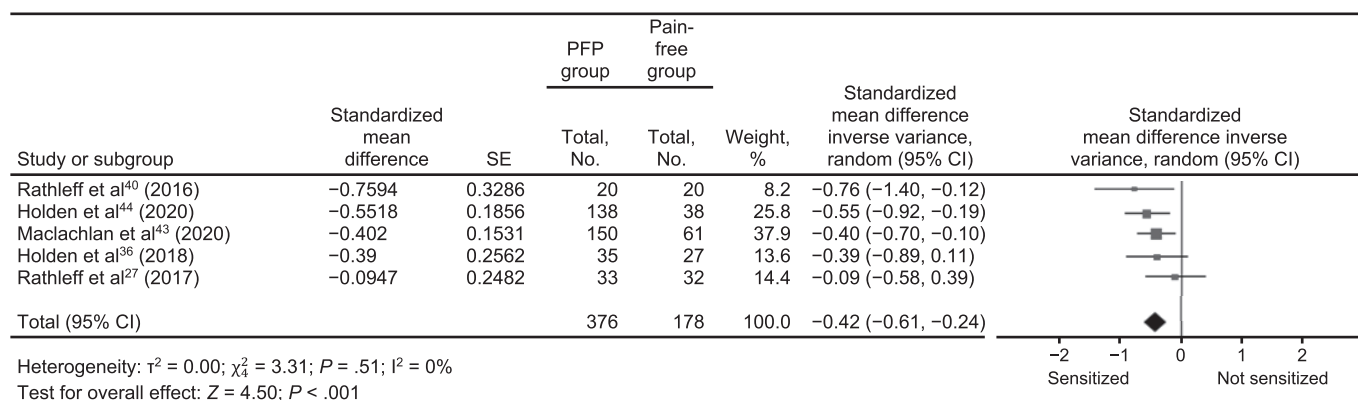 PFP group
Pain-free group
Study or subgroup Standardized mean difference SE Total, No. Total, No. Weight, % Standardized mean difference inverse variance, random (95% CI) Standardized mean difference inverse variance, random (95% CI)
Rathleff et al⁴⁰ (2016) −0.7594 0.3286 20 20 8.2 −0.76 (−1.40, −0.12)
Holden et al⁴⁴ (2020) −0.5518 0.1856 138 38 25.8 −0.55 (−0.92, −0.19)
Maclachlan et al⁴³ (2020) −0.402 0.1531 150 61 37.9 −0.40 (−0.70, −0.10)
Holden et al³⁶ (2018) −0.39 0.2562 35 27 13.6 −0.39 (−0.89, 0.11)
Rathleff et al²⁷ (2017) −0.0947 0.2482 33 32 14.4 −0.09 (−0.58, 0.39)
Total (95% CI) 376 178 100.0 −0.42 (−0.61, −0.24)
−2 −1 0 1 2
Sensitized Not sensitized
Heterogeneity: τ² = 0.00; χ²₄ = 3.31; P = .51; I² = 0%
Test for overall effect: Z = 4.50; P < .001